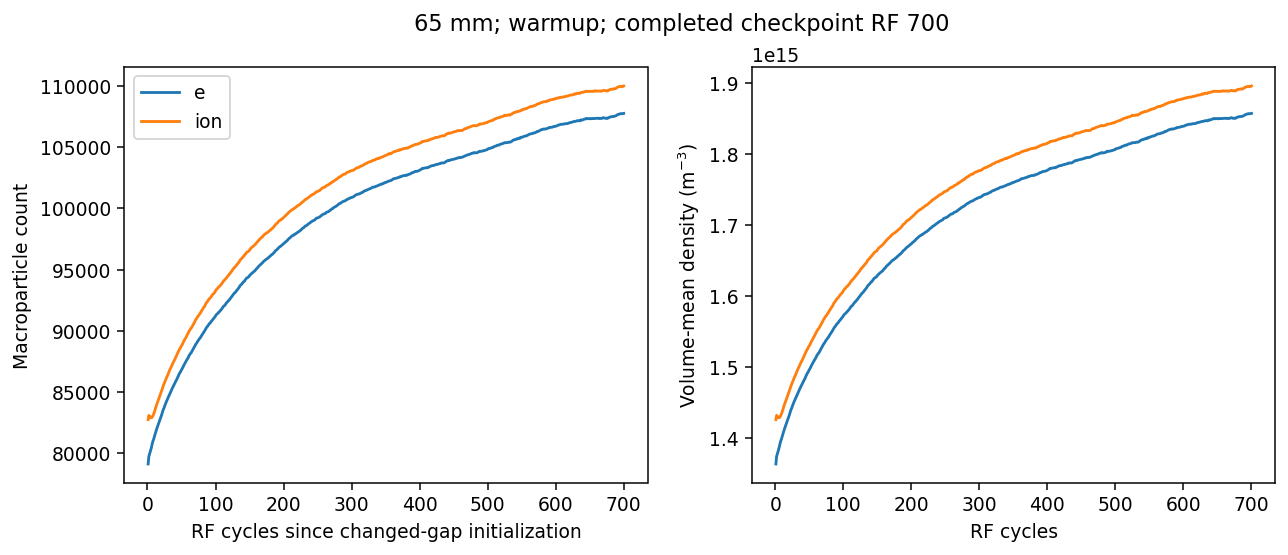 65 mm; warmup; completed checkpoint RF 700
Macroparticle count
110000
105000
100000
95000
90000
85000
80000
e
ion
0 100 200 300 400 500 600 700
RF cycles since changed-gap initialization
1e15
Volume-mean density (m⁻³)
1.9
1.8
1.7
1.6
1.5
1.4
0 100 200 300 400 500 600 700
RF cycles